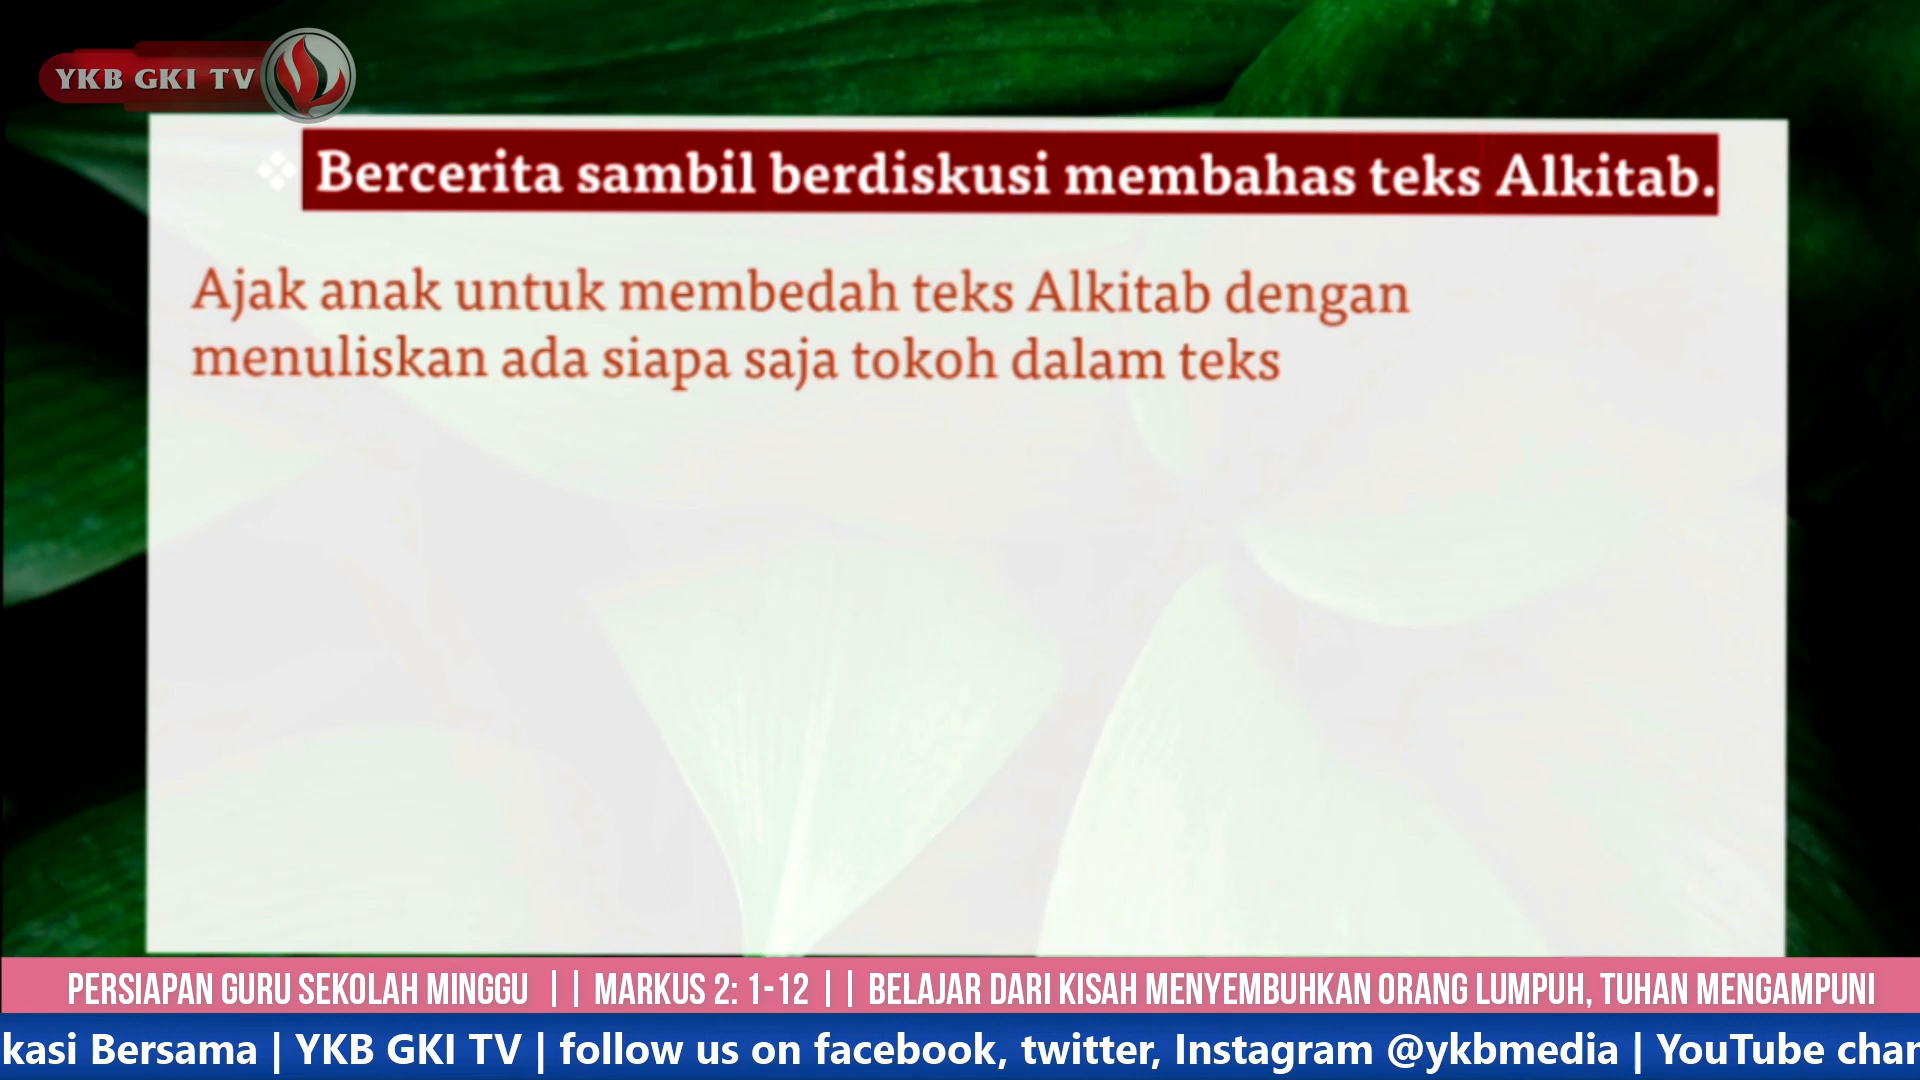 YKB GKI TV
Bercerita sambil berdiskusi membahas teks Alkitab.
Ajak anak untuk membedah teks Alkitab dengan
menuliskan ada siapa saja tokoh dalam teks
PERSIAPAN GURU SEKOLAH MINGGU || MARKUS 2: 1-12 || BELAJAR DARI KISAH MENYEMBUHKAN ORANG LUMPUH, TUHAN MENGAMPUNI
kasi Bersama | YKB GKI TV | follow us on facebook, twitter, Instagram @ykbmedia | YouTube chan